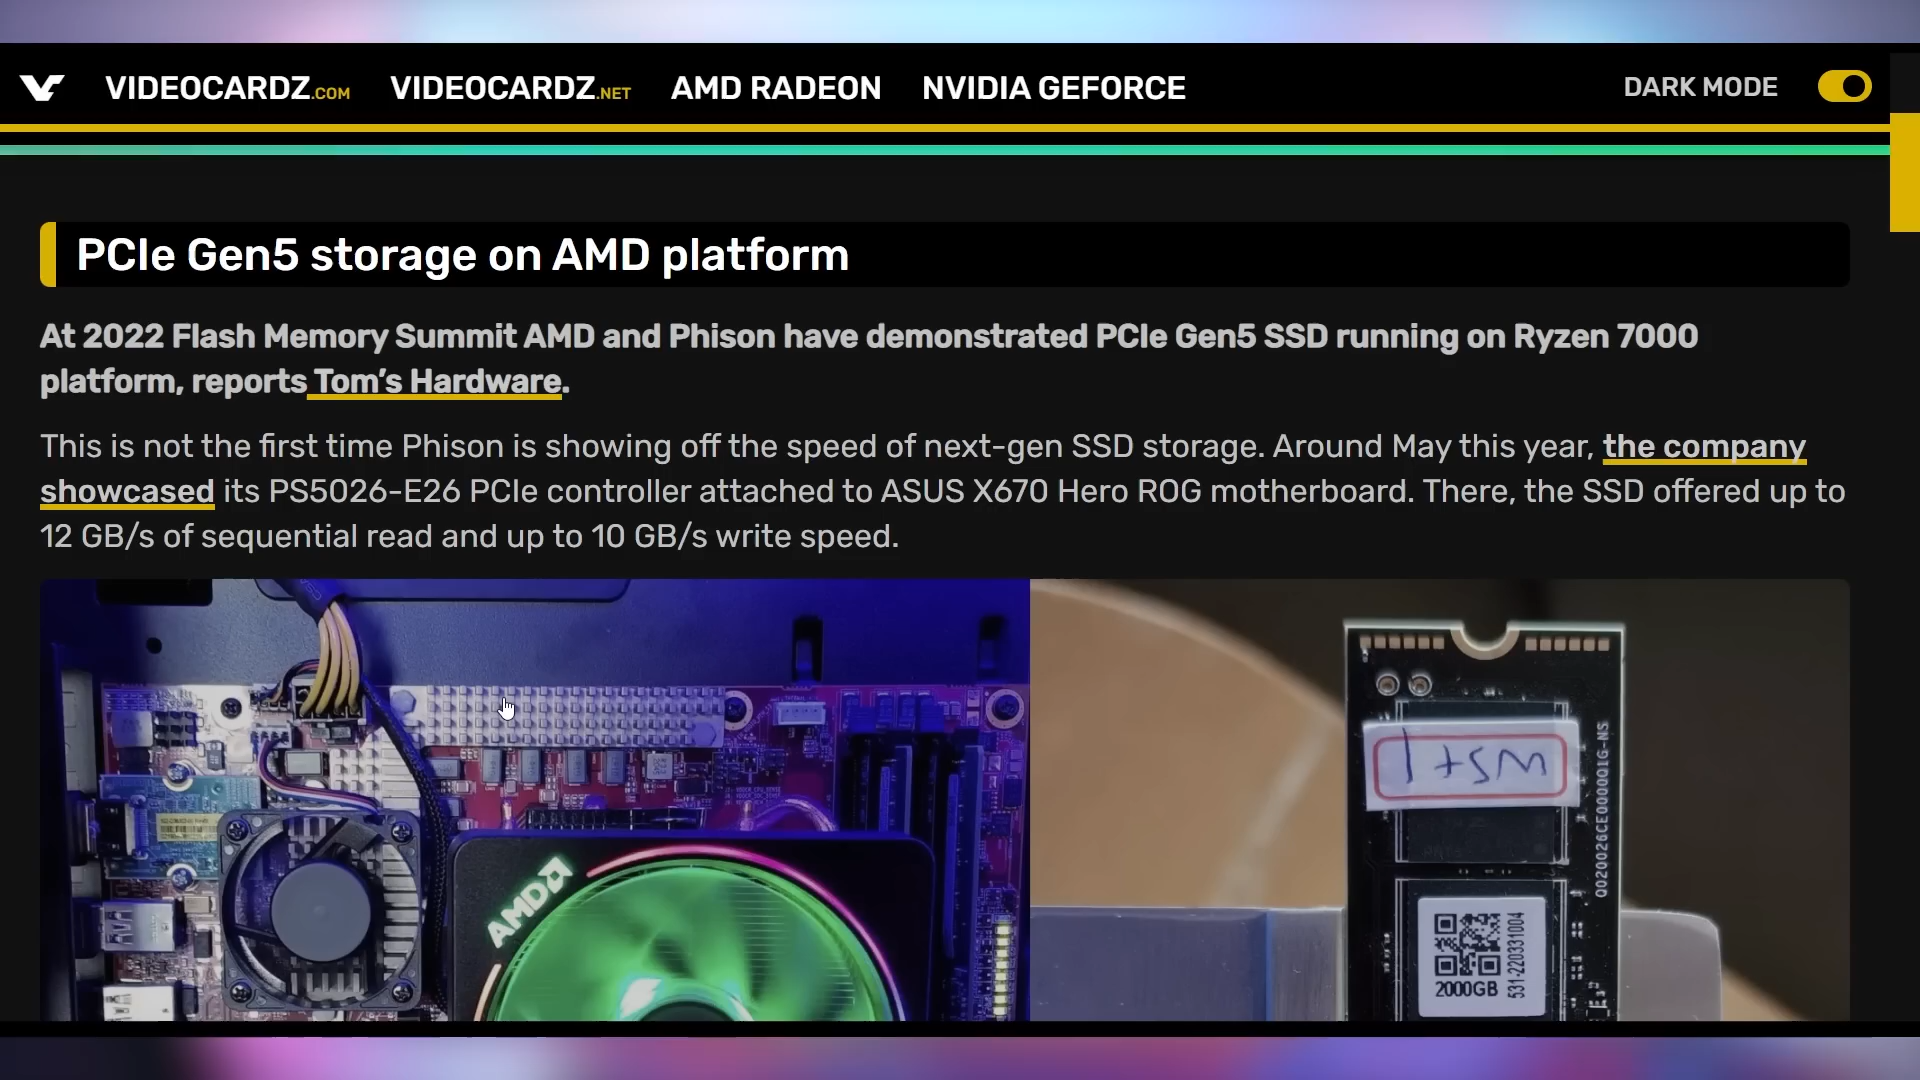 VIDEOCARDZ.COM VIDEOCARDZ.NET AMD RADEON NVIDIA GEFORCE DARK MODE
PCIe Gen5 storage on AMD platform
At 2022 Flash Memory Summit AMD and Phison have demonstrated PCIe Gen5 SSD running on Ryzen 7000
platform, reports Tom's Hardware.
This is not the first time Phison is showing off the speed of next-gen SSD storage. Around May this year, the company
showcased its PS5026-E26 PCIe controller attached to ASUS X670 Hero ROG motherboard. There, the SSD offered up to
12 GB/s of sequential read and up to 10 GB/s write speed.
AMD
2000GB
531-220331004